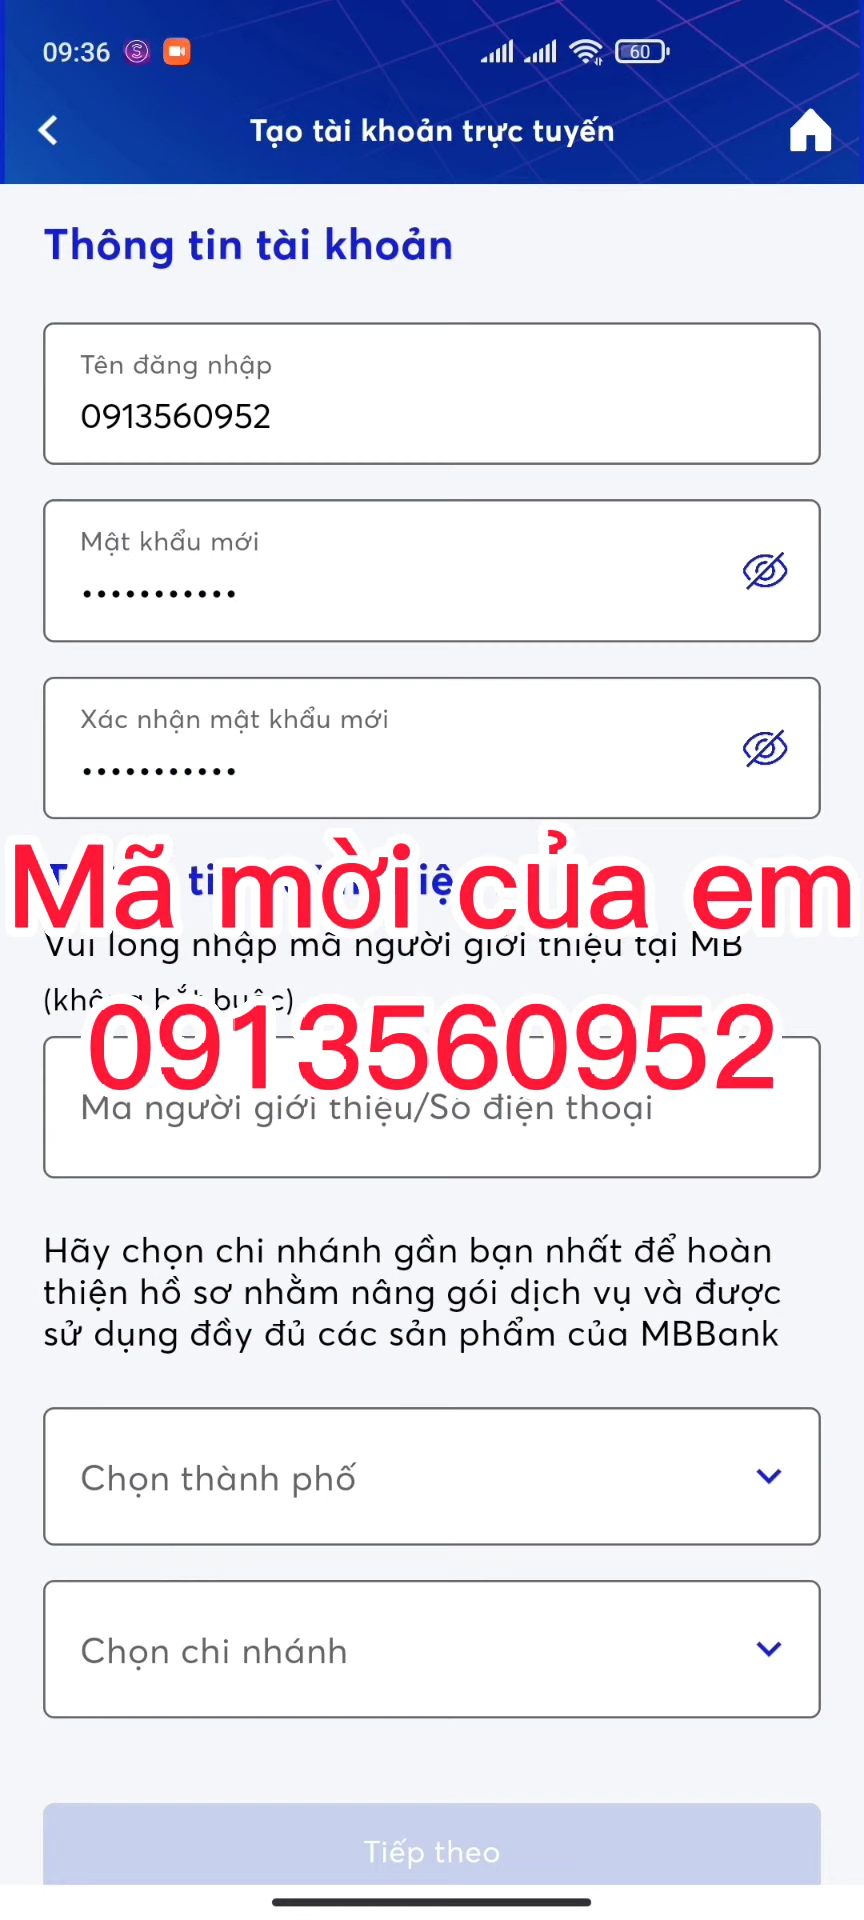 09:36
60
Tạo tài khoản trực tuyến
Thông tin tài khoản
Tên đăng nhập
0913560952
Mật khẩu mới
•••••••••••
Xác nhận mật khẩu mới
•••••••••••
Mã mời của em
Vui lòng nhập mã người giới thiệu tại MB
(không bắt buộc)
0913560952
Mã người giới thiệu/Số điện thoại
Hãy chọn chi nhánh gần bạn nhất để hoàn
thiện hồ sơ nhằm nâng gói dịch vụ và được
sử dụng đầy đủ các sản phẩm của MBBank
Chọn thành phố
Chọn chi nhánh
Tiếp theo